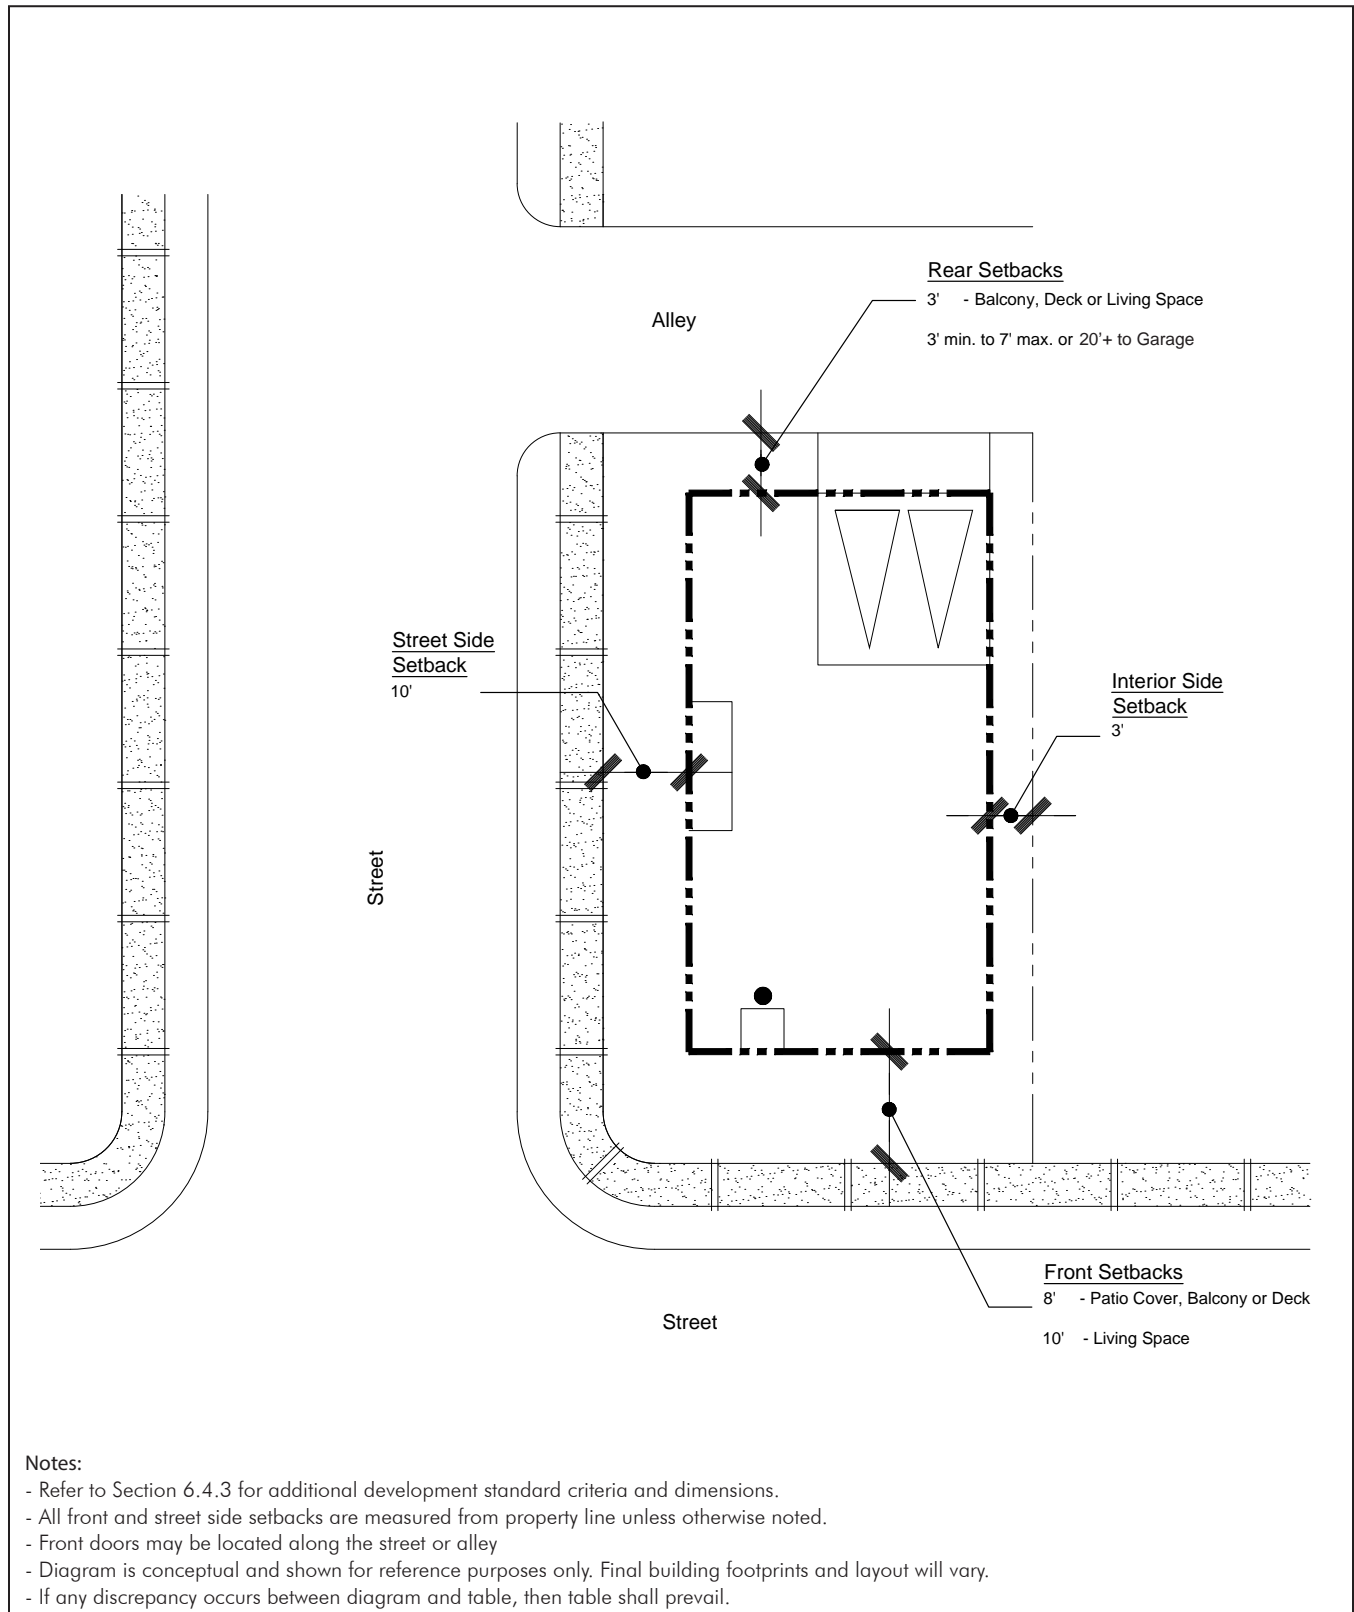 Rear Setbacks
3' - Balcony, Deck or Living Space
3' min. to 7' max. or 20'+ to Garage
Alley
Street Side
Setback
10'
Interior Side
Setback
3'
Street
Front Setbacks
8' - Patio Cover, Balcony or Deck
10' - Living Space
Street
Notes:
- Refer to Section 6.4.3 for additional development standard criteria and dimensions.
- All front and street side setbacks are measured from property line unless otherwise noted.
- Front doors may be located along the street or alley
- Diagram is conceptual and shown for reference purposes only. Final building footprints and layout will vary.
- If any discrepancy occurs between diagram and table, then table shall prevail.